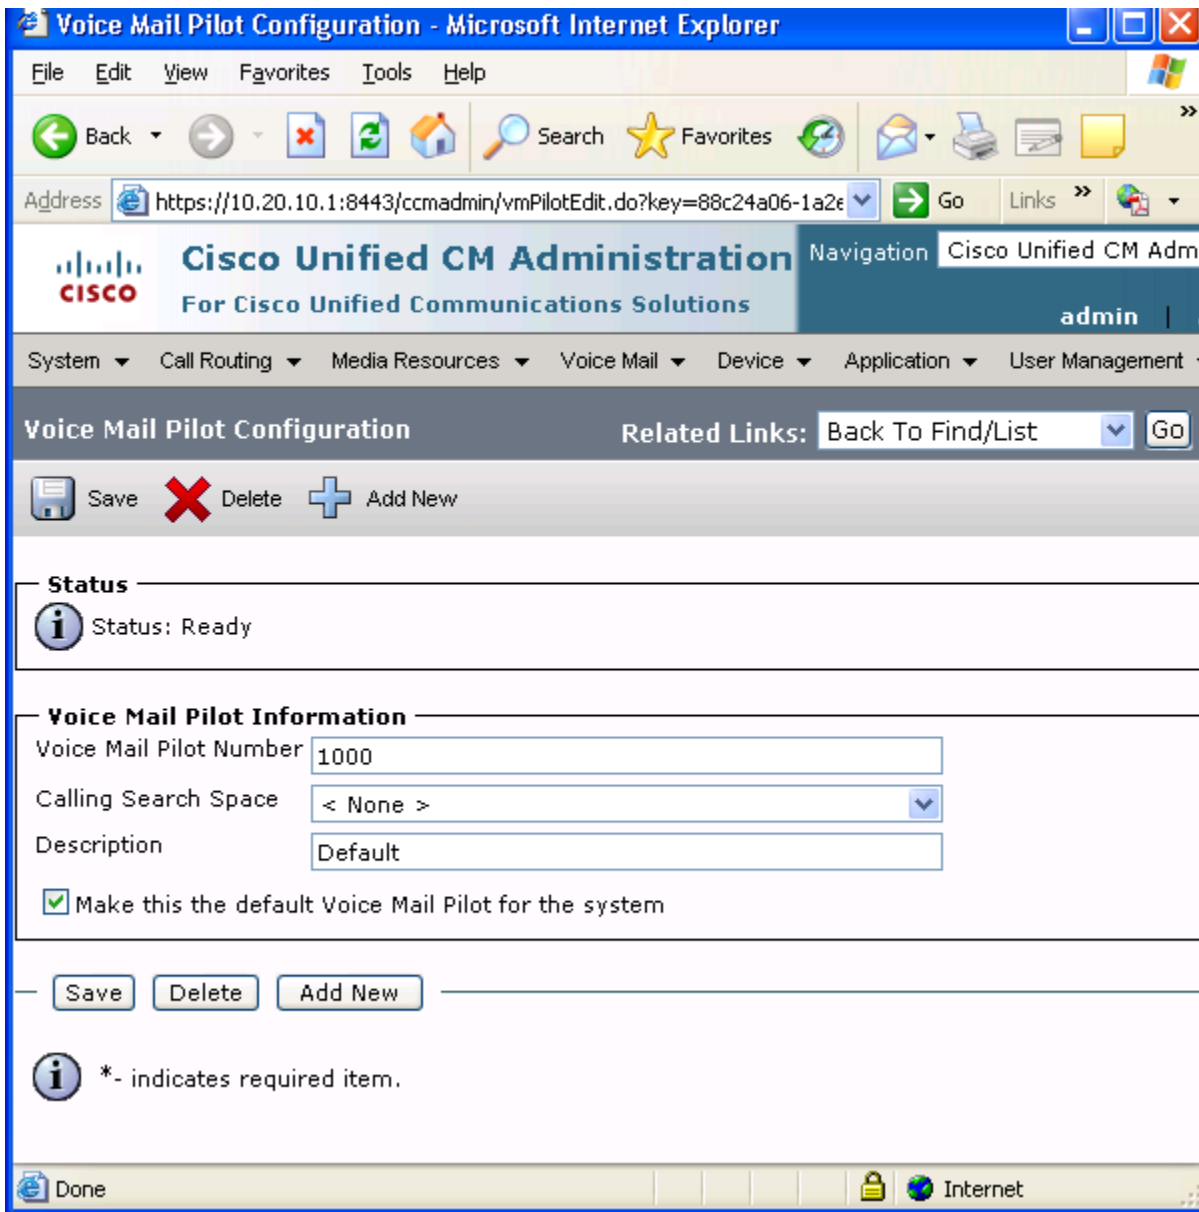 Voice Mail Pilot Configuration - Microsoft Internet Explorer
File Edit View Favorites Tools Help
Back Search Favorites »
Address https://10.20.10.1:8443/ccmadmin/vmPilotEdit.do?key=88c24a06-1a2e Go Links »
CISCO
Cisco Unified CM Administration
For Cisco Unified Communications Solutions
Navigation Cisco Unified CM Adm
admin |
System Call Routing Media Resources Voice Mail Device Application User Management
Voice Mail Pilot Configuration Related Links: Back To Find/List Go
Save Delete Add New
Status
i Status: Ready
Voice Mail Pilot Information
Voice Mail Pilot Number 1000
Calling Search Space < None >
Description Default
Make this the default Voice Mail Pilot for the system
Save Delete Add New
i *- indicates required item.
Done Internet